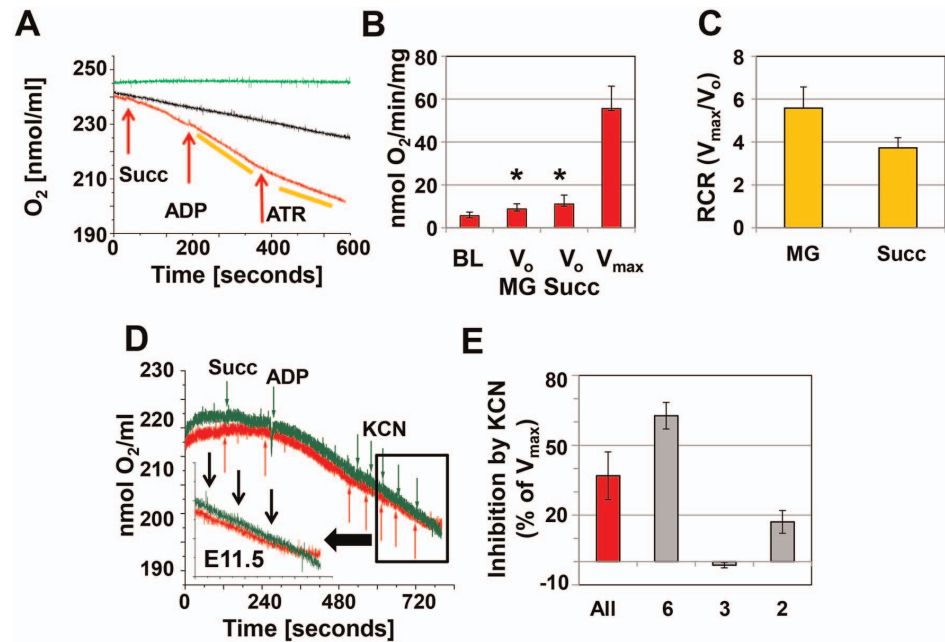 A
O₂ [nmol/ml]
250
230
210
190
Succ
ADP
ATR
0
200
400
600
Time [seconds]
B
nmol O₂/min/mg
60
40
20
0
*
*
BL
Vo
Vo
Vmax
MG Succ
C
RCR (Vmax/Vo)
8
6
4
2
0
MG
Succ
D
nmol O₂/ml
230
220
210
200
190
Succ
ADP
KCN
E11.5
0
240
480
720
Time [seconds]
E
Inhibition by KCN
(% of Vmax)
80
50
20
-10
All
6
3
2